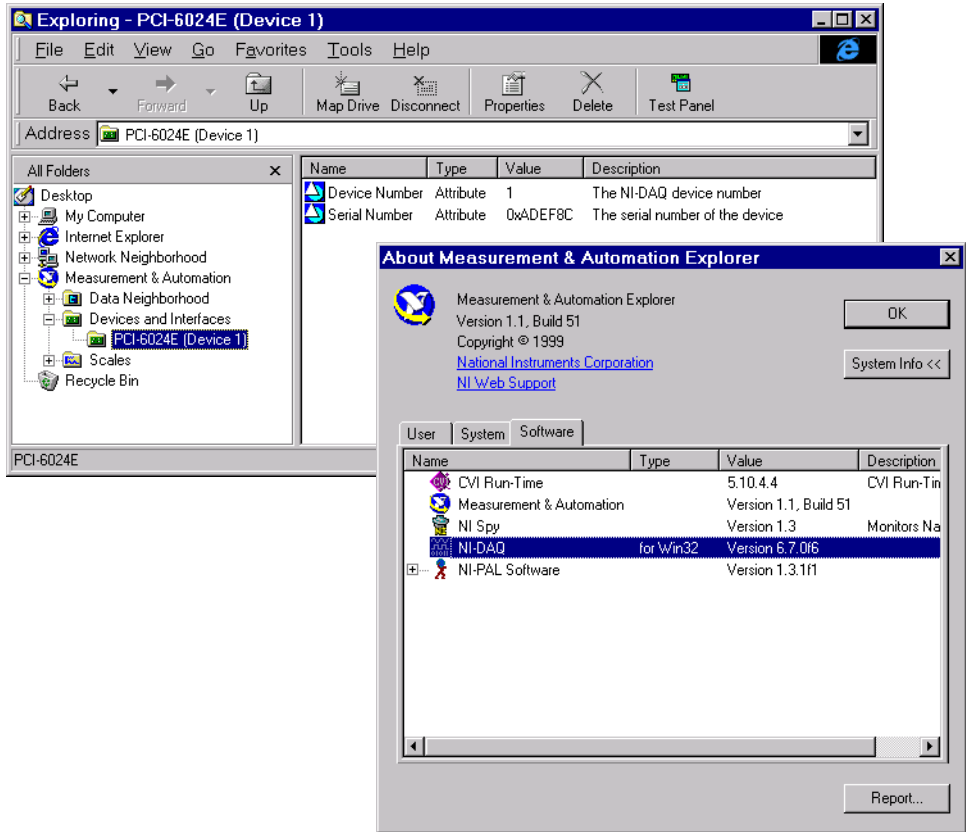 Exploring - PCI-6024E (Device 1)
File Edit View Go Favorites Tools Help
Back Forward Up Map Drive Disconnect Properties Delete Test Panel
Address PCI-6024E (Device 1)
All Folders x
Desktop
My Computer
Internet Explorer
Network Neighborhood
Measurement & Automation
Data Neighborhood
Devices and Interfaces
PCI-6024E (Device 1)
Scales
Recycle Bin
Name Type Value Description
Device Number Attribute 1 The NI-DAQ device number
Serial Number Attribute 0xADEF8C The serial number of the device
PCI-6024E
About Measurement & Automation Explorer
Measurement & Automation Explorer
Version 1.1, Build 51
Copyright © 1999
National Instruments Corporation
NI Web Support
OK
System Info <<
User System Software
Name Type Value Description
CVI Run-Time 5.10.4.4 CVI Run-Tin
Measurement & Automation Version 1.1, Build 51
NI Spy Version 1.3 Monitors Na
NI-DAQ for Win32 Version 6.7.0f6
NI-PAL Software Version 1.3.1f1
Report...